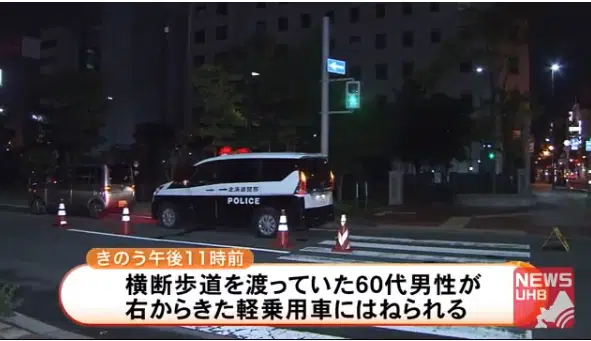 北海道警察
POLICE
きのう午後11時前
横断歩道を渡っていた60代男性が
右からきた軽乗用車にはねられる
NEWS
UHB